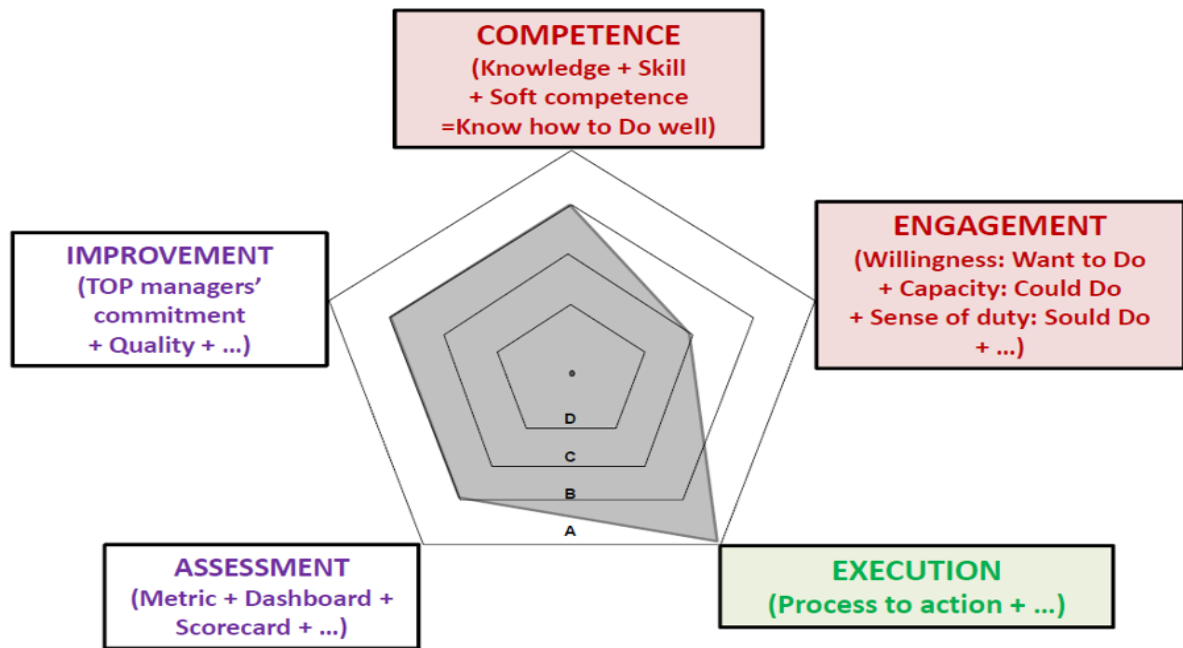 COMPETENCE
(Knowledge + Skill
+ Soft competence
=Know how to Do well)
IMPROVEMENT
(TOP managers’
commitment
+ Quality + ...)
ENGAGEMENT
(Willingness: Want to Do
+ Capacity: Could Do
+ Sense of duty: Sould Do
+ ...)
D
C
B
A
ASSESSMENT
(Metric + Dashboard +
Scorecard + ...)
EXECUTION
(Process to action + ...)